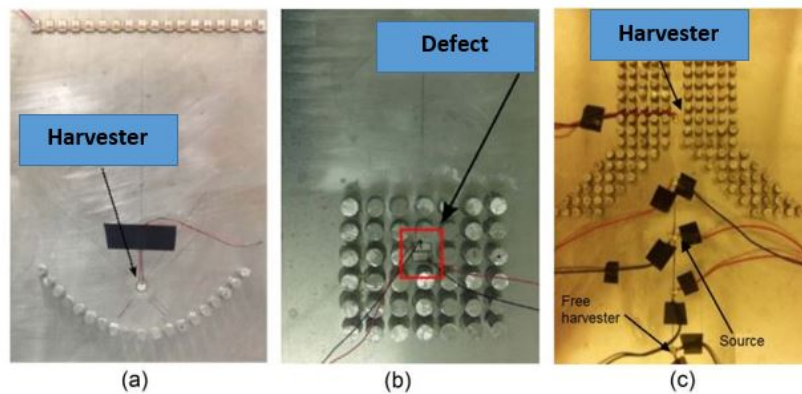 Harvester
Defect
Harvester
Free
harvester
Source
(a)
(b)
(c)